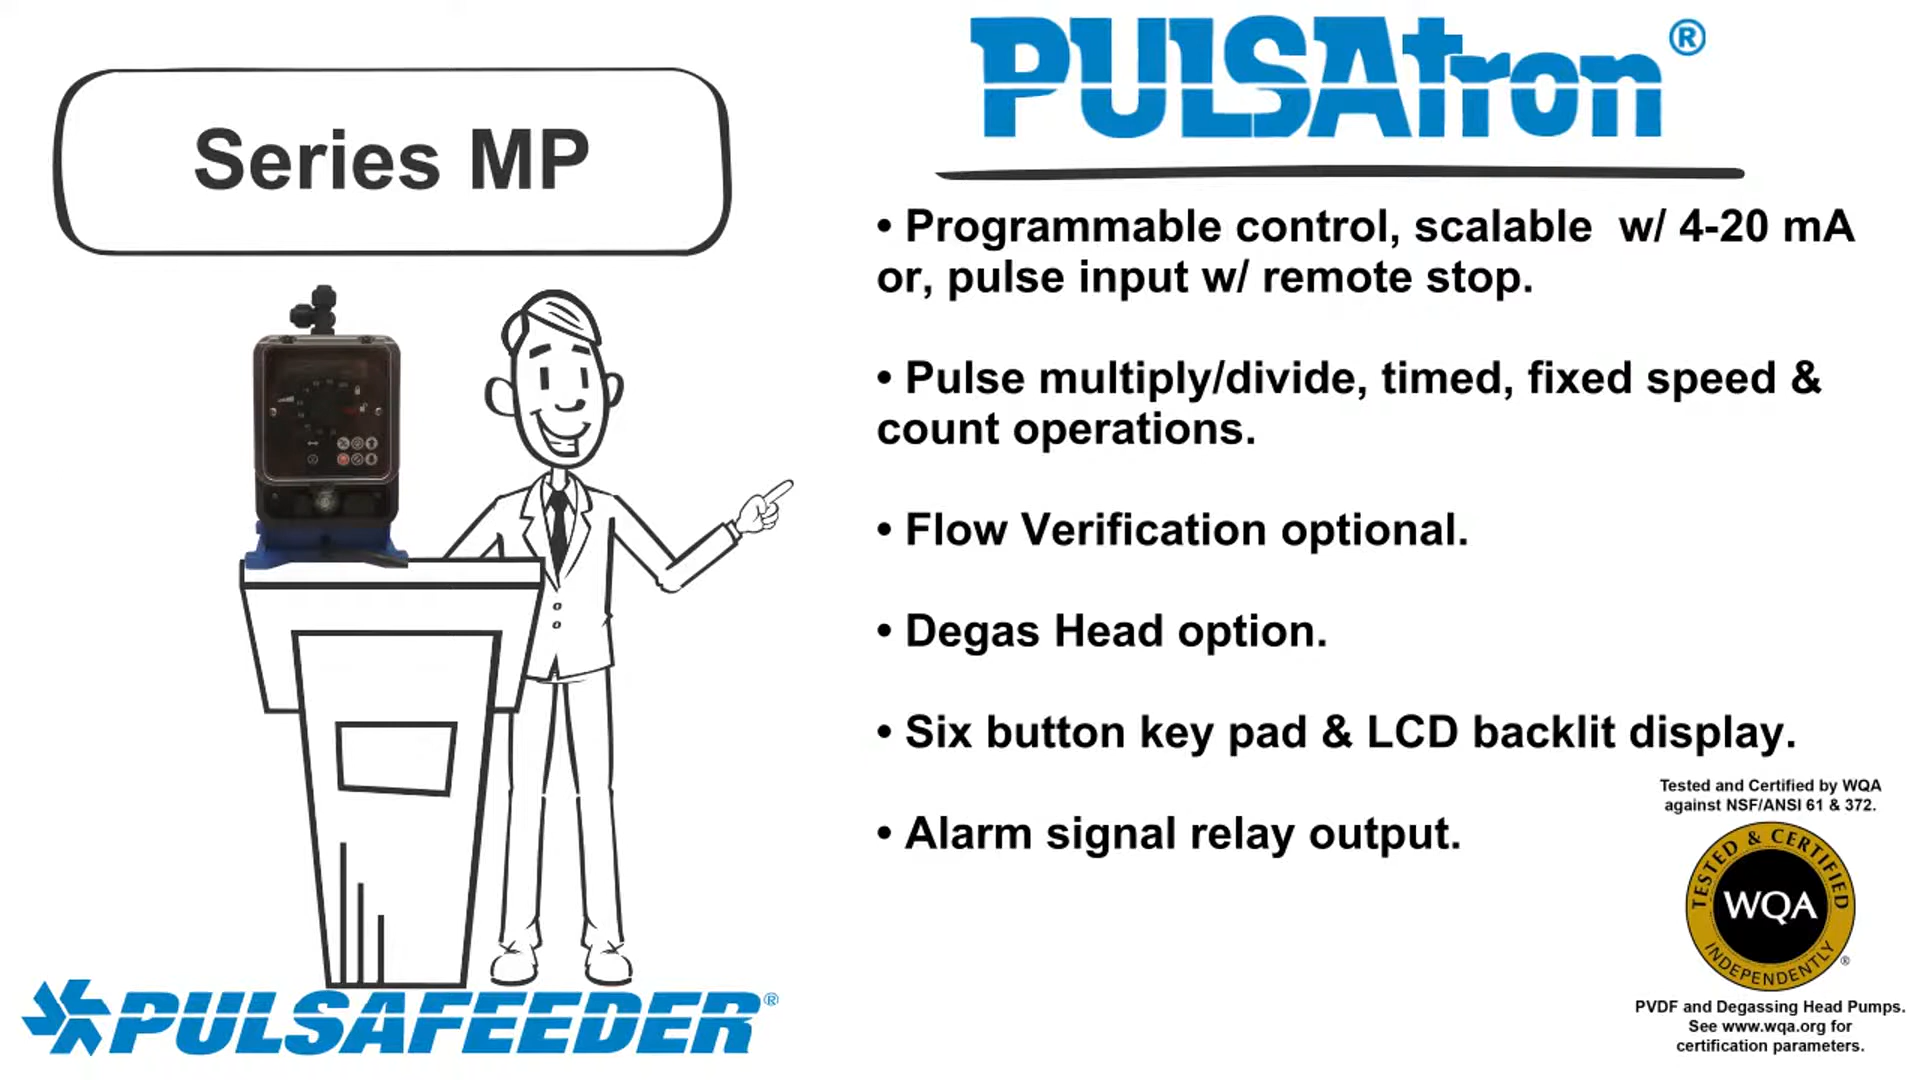 Series MP
PULSAtron®
• Programmable control, scalable  w/ 4-20 mA
or, pulse input w/ remote stop.
• Pulse multiply/divide, timed, fixed speed &
count operations.
• Flow Verification optional.
• Degas Head option.
• Six button key pad & LCD backlit display.
• Alarm signal relay output.
Tested and Certified by WQA
against NSF/ANSI 61 & 372.
TESTED & CERTIFIED
WQA
INDEPENDENTLY
®
PVDF and Degassing Head Pumps.
See www.wqa.org for
certification parameters.
PULSAFEEDER®